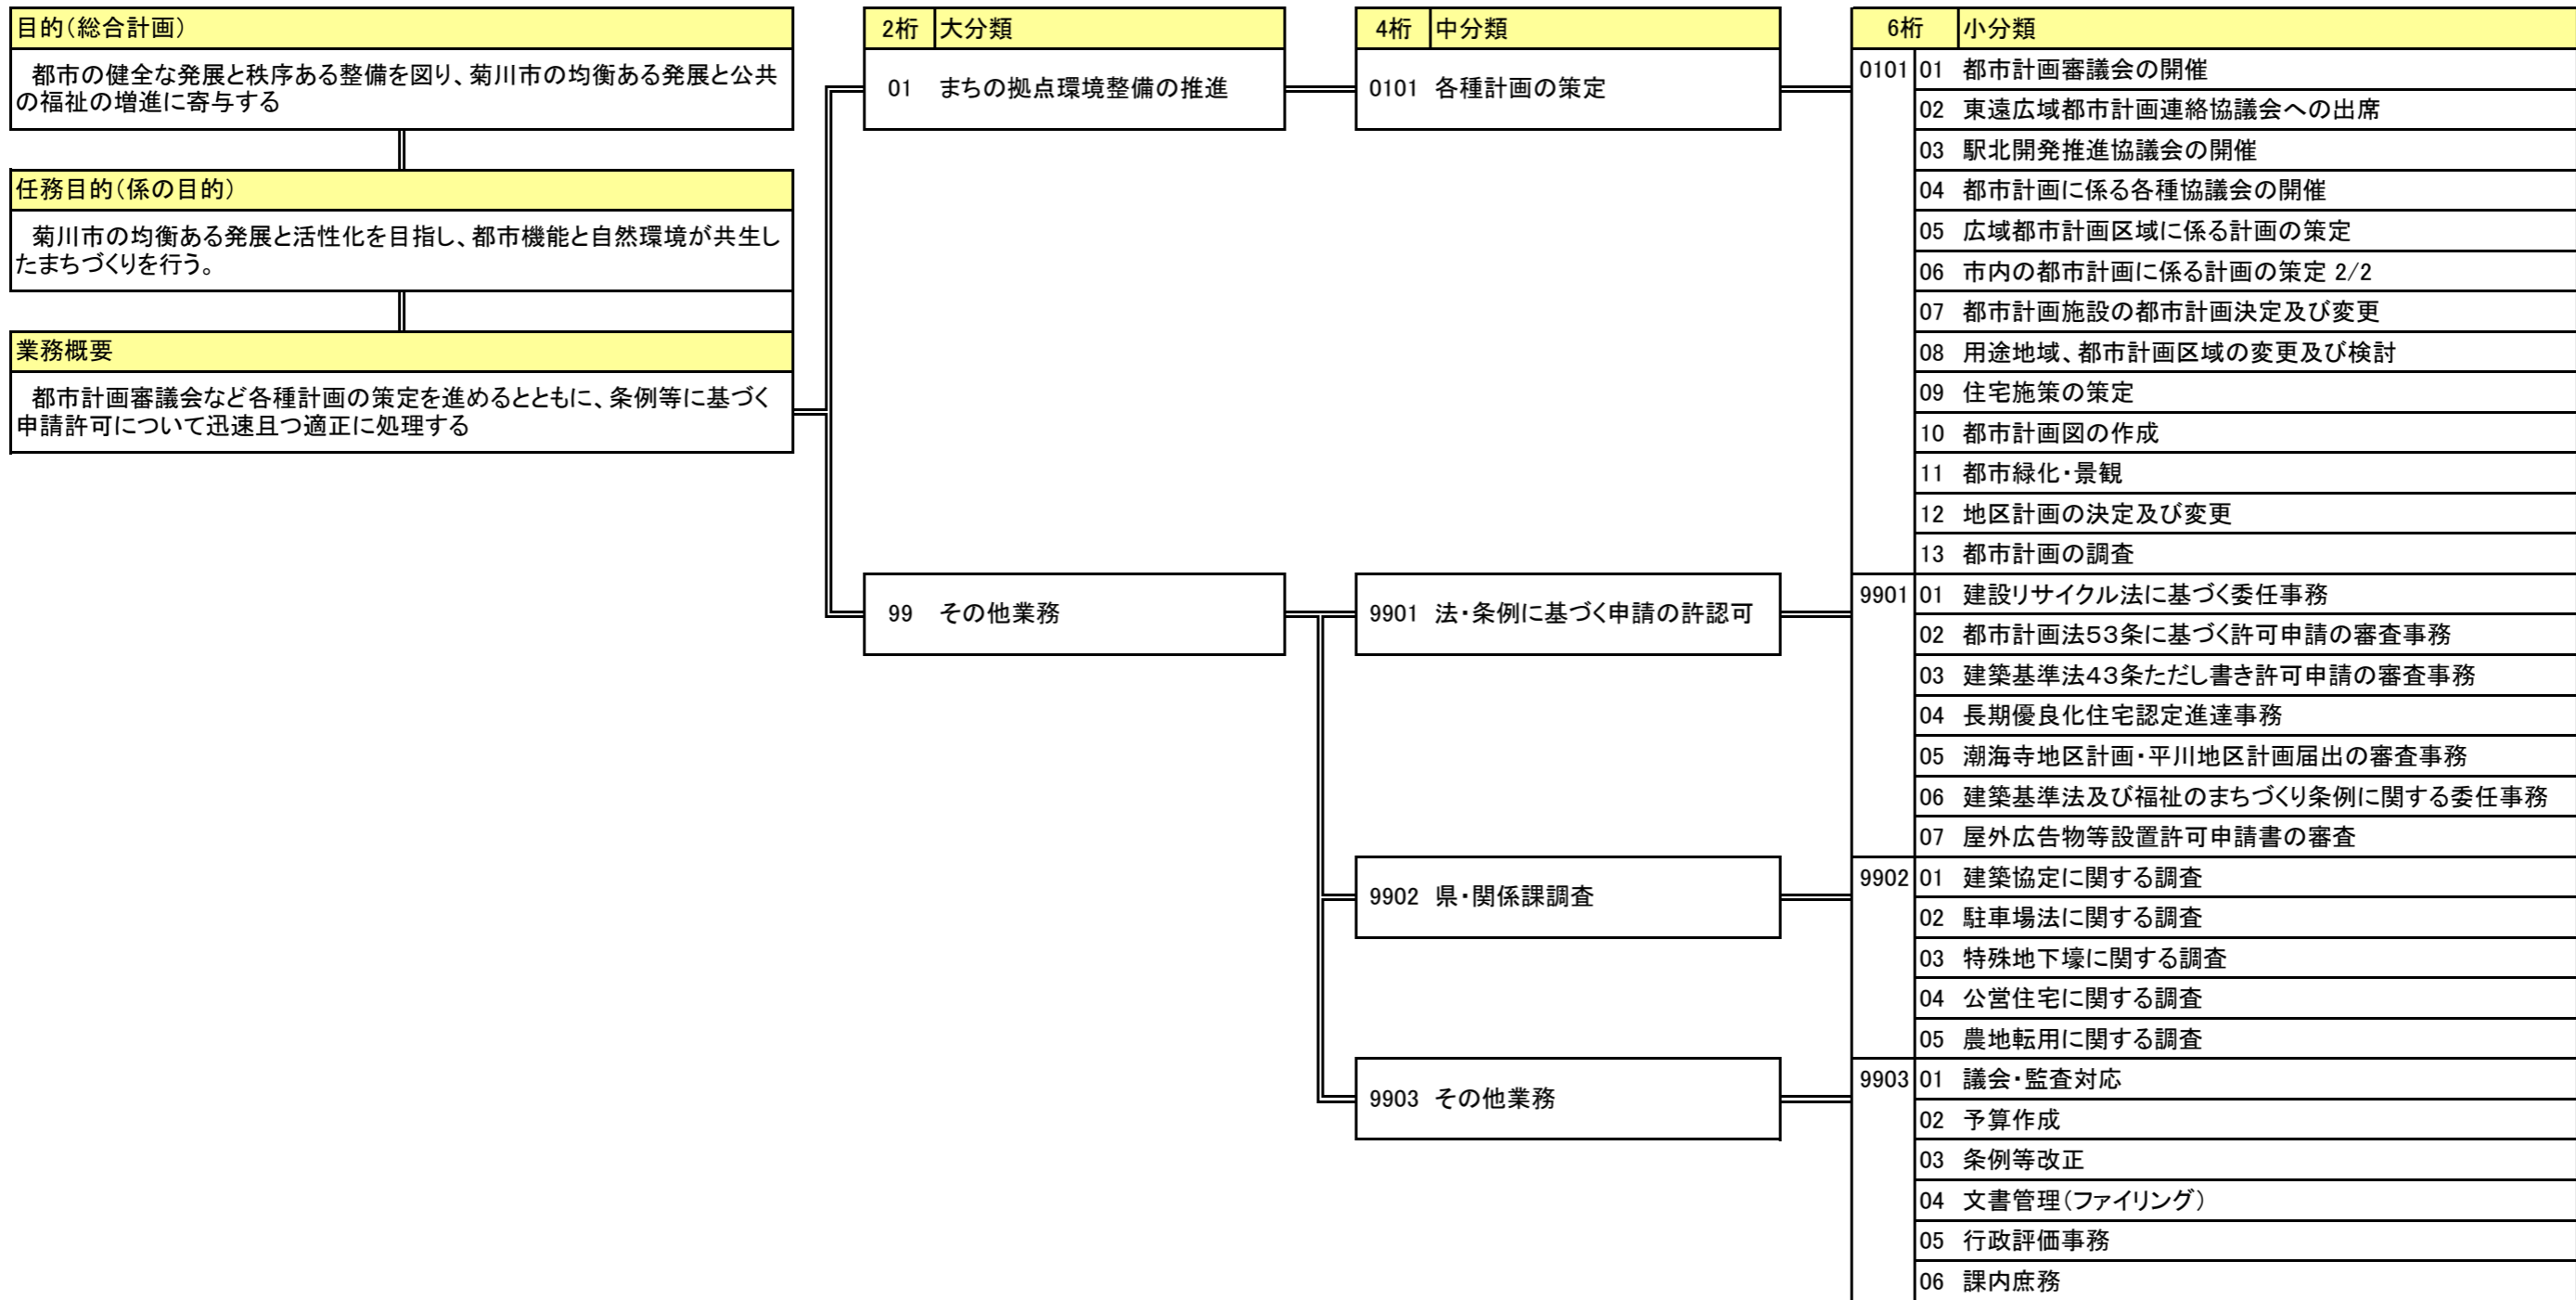 目的(総合計画)
都市の健全な発展と秩序ある整備を図り、菊川市の均衡ある発展と公共
の福祉の増進に寄与する
任務目的(係の目的)
菊川市の均衡ある発展と活性化を目指し、都市機能と自然環境が共生し
たまちづくりを行う。
業務概要
都市計画審議会など各種計画の策定を進めるとともに、条例等に基づく
申請許可について迅速且つ適正に処理する
2桁 大分類
01 まちの拠点環境整備の推進
99 その他業務
4桁 中分類
0101 各種計画の策定
9901 法・条例に基づく申請の許認可
9902 県・関係課調査
9903 その他業務
6桁 小分類
0101 01 都市計画審議会の開催
02 東遠広域都市計画連絡協議会への出席
03 駅北開発推進協議会の開催
04 都市計画に係る各種協議会の開催
05 広域都市計画区域に係る計画の策定
06 市内の都市計画に係る計画の策定 2/2
07 都市計画施設の都市計画決定及び変更
08 用途地域、都市計画区域の変更及び検討
09 住宅施策の策定
10 都市計画図の作成
11 都市緑化・景観
12 地区計画の決定及び変更
13 都市計画の調査
9901 01 建設リサイクル法に基づく委任事務
02 都市計画法53条に基づく許可申請の審査事務
03 建築基準法43条ただし書き許可申請の審査事務
04 長期優良化住宅認定進達事務
05 潮海寺地区計画・平川地区計画届出の審査事務
06 建築基準法及び福祉のまちづくり条例に関する委任事務
07 屋外広告物等設置許可申請書の審査
9902 01 建築協定に関する調査
02 駐車場法に関する調査
03 特殊地下壕に関する調査
04 公営住宅に関する調査
05 農地転用に関する調査
9903 01 議会・監査対応
02 予算作成
03 条例等改正
04 文書管理(ファイリング)
05 行政評価事務
06 課内庶務